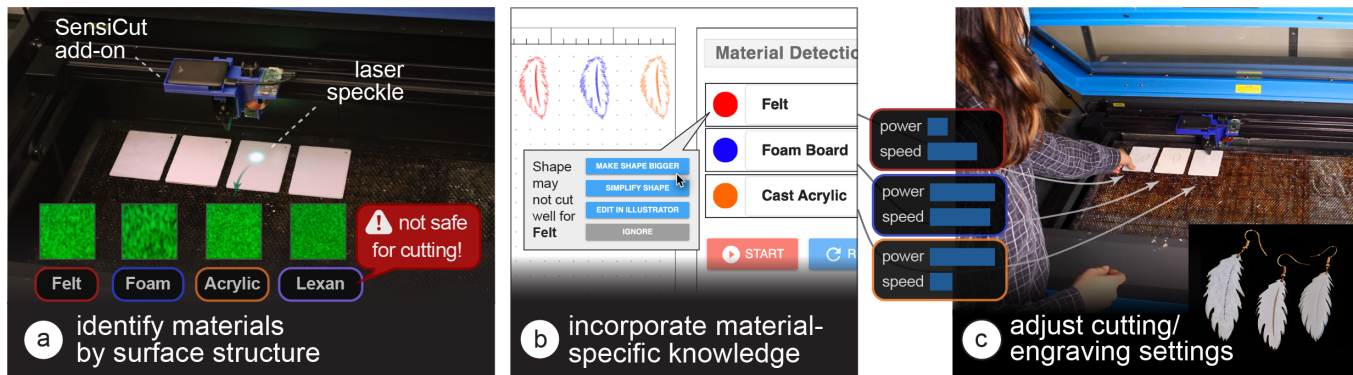 SensiCut
add-on
laser
speckle
not safe
for cutting!
Felt
Foam
Acrylic
Lexan
a
identify materials
by surface structure
Material Detectio
Felt
Foam Board
Cast Acrylic
Shape
may
not cut
well for
Felt
MAKE SHAPE BIGGER
SIMPLIFY SHAPE
EDIT IN ILLUSTRATOR
IGNORE
START
R
b
incorporate material-
specific knowledge
power
speed
power
speed
power
speed
c
adjust cutting/
engraving settings